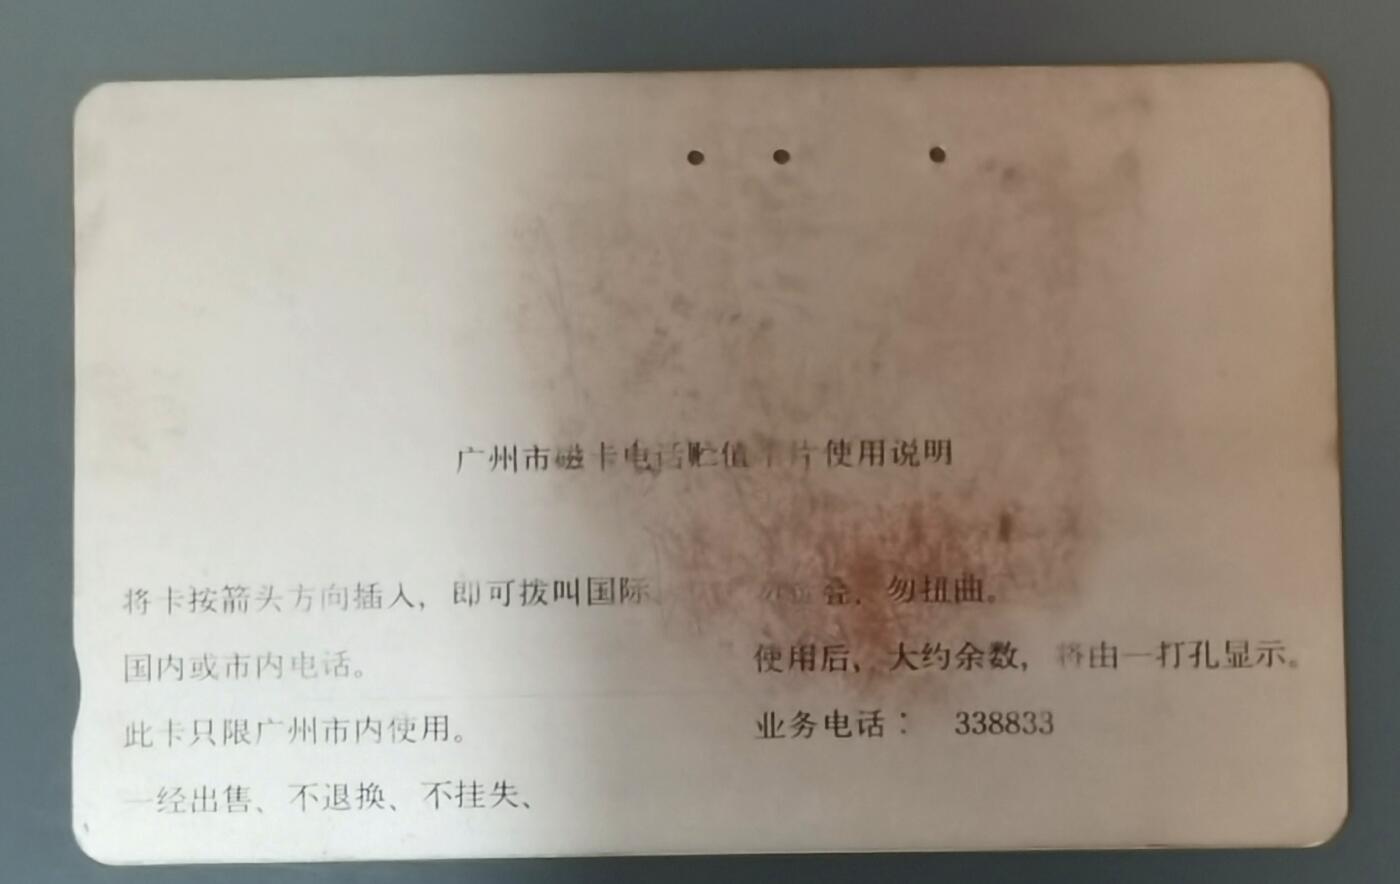 广州市磁卡电话贮值卡片使用说明
将卡按箭头方向插入，即可拨叫国际、
国内或市内电话。
此卡只限广州市内使用。
一经出售、不退换、不挂失、
叠，勿扭曲。
使用后，大约余数，将由一打孔显示。
业务电话： 338833